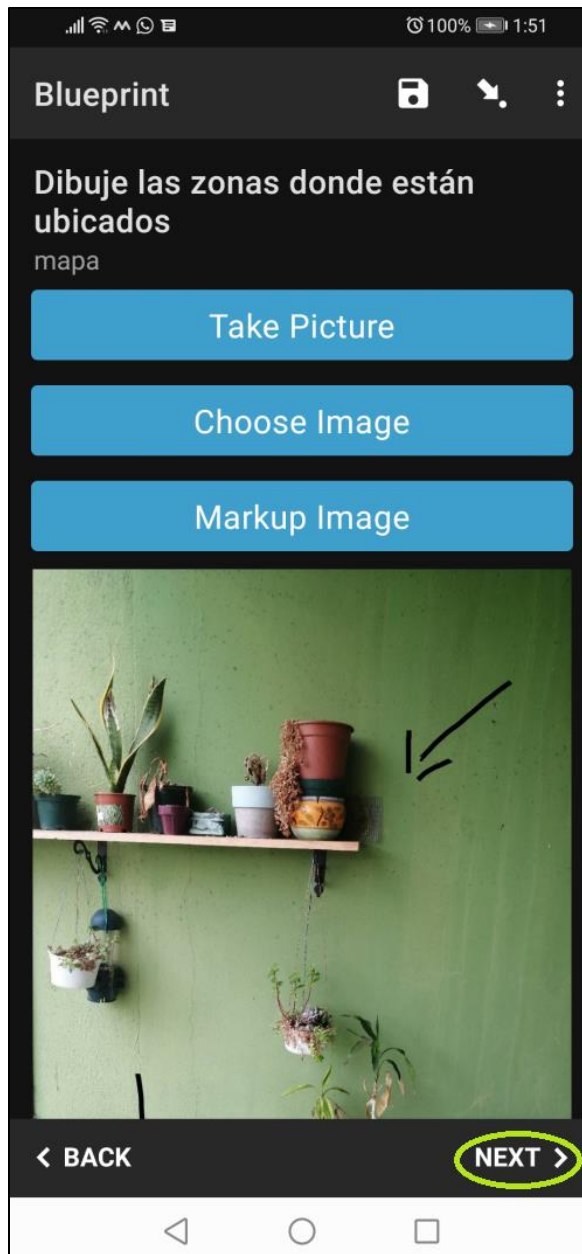 100% 1:51
Blueprint
Dibuje las zonas donde están
ubicados
mapa
Take Picture
Choose Image
Markup Image
BACK
NEXT